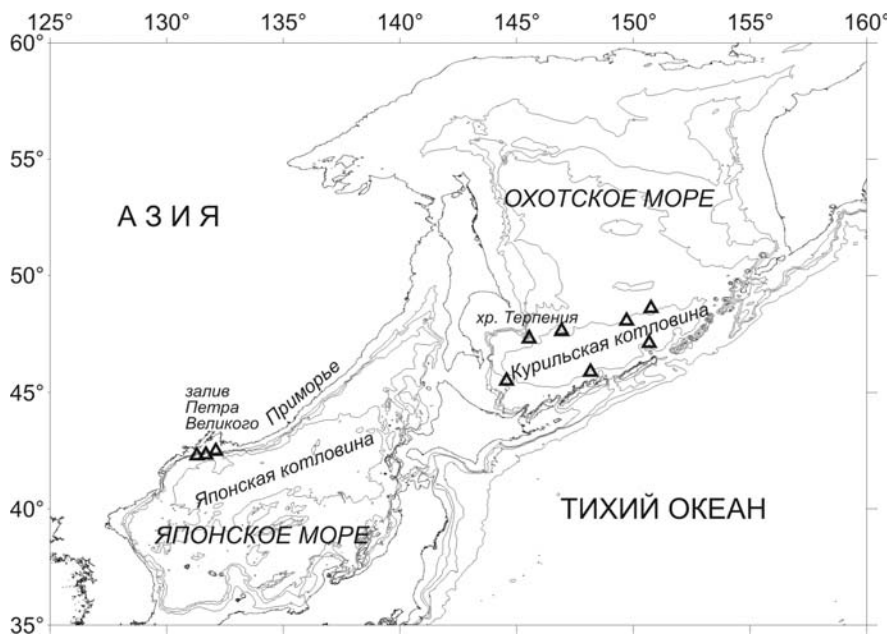 125° 130° 135° 140° 145° 150° 155° 160°
60°
55°
ОХОТСКОЕ МОРЕ
АЗИЯ
50°
хр. Терпения
Курильская котловина
45°
залив
Петра
Великого
Приморье
Японская котловина
40°
ТИХИЙ ОКЕАН
ЯПОНСКОЕ МОРЕ
35°